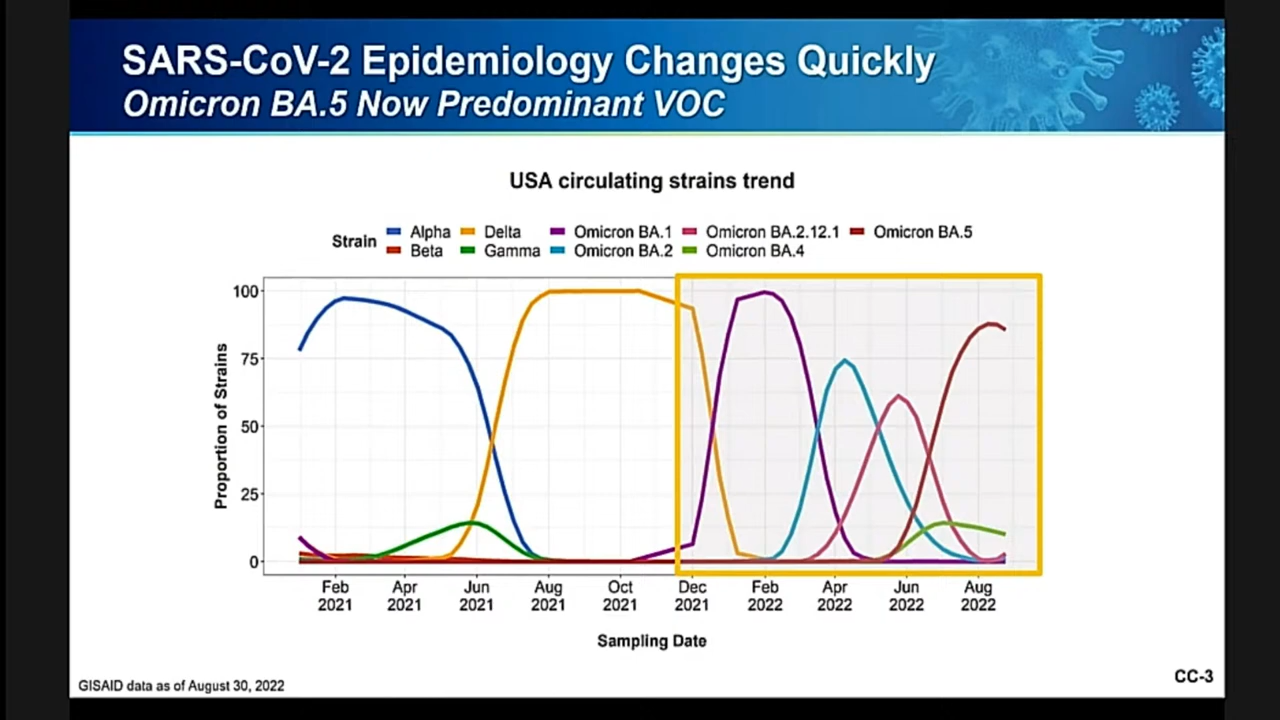 SARS-CoV-2 Epidemiology Changes Quickly
Omicron BA.5 Now Predominant VOC
USA circulating strains trend
Strain
Alpha Delta Omicron BA.1 Omicron BA.2.12.1 Omicron BA.5
Beta Gamma Omicron BA.2 Omicron BA.4
Proportion of Strains
100
75
50
25
0
Feb Apr Jun Aug Oct Dec Feb Apr Jun Aug
2021 2021 2021 2021 2021 2021 2022 2022 2022 2022
Sampling Date
GISAID data as of August 30, 2022
CC-3